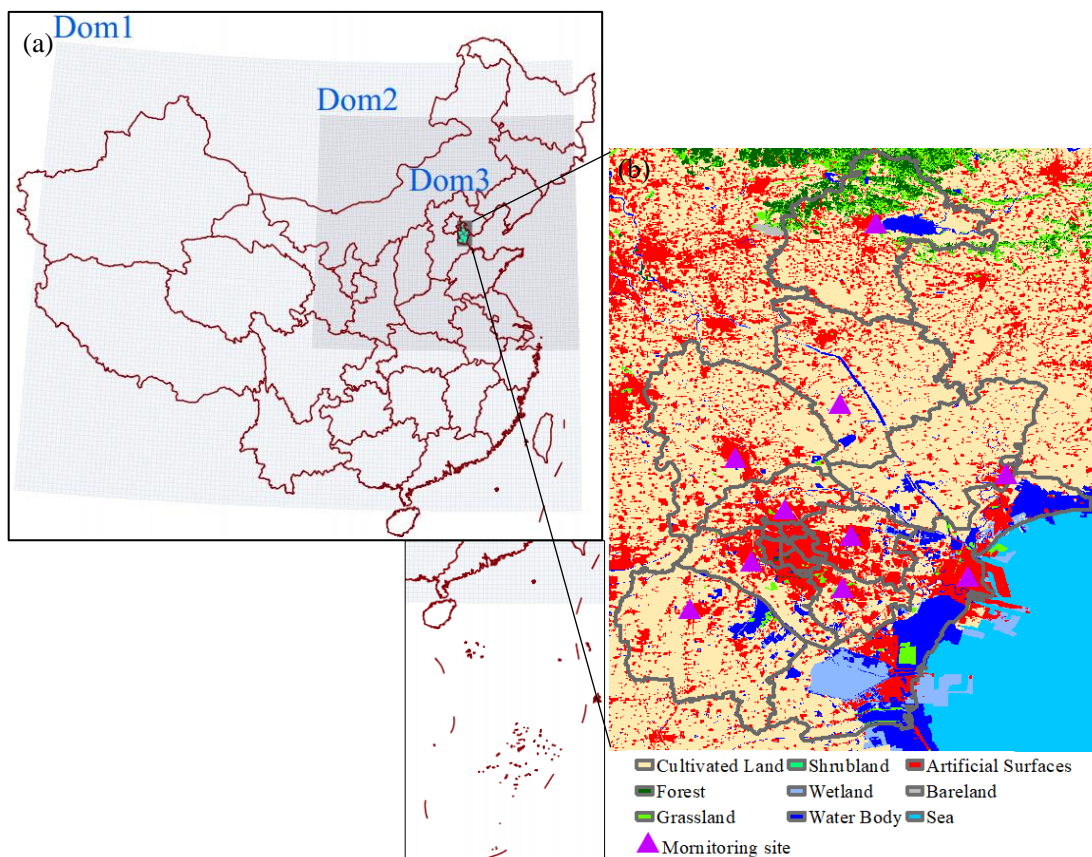 (a)
Dom1
Dom2
Dom3
(b)
Cultivated Land
Shrubland
Artificial Surfaces
Forest
Wetland
Bareland
Grassland
Water Body
Sea
Mornitoring site